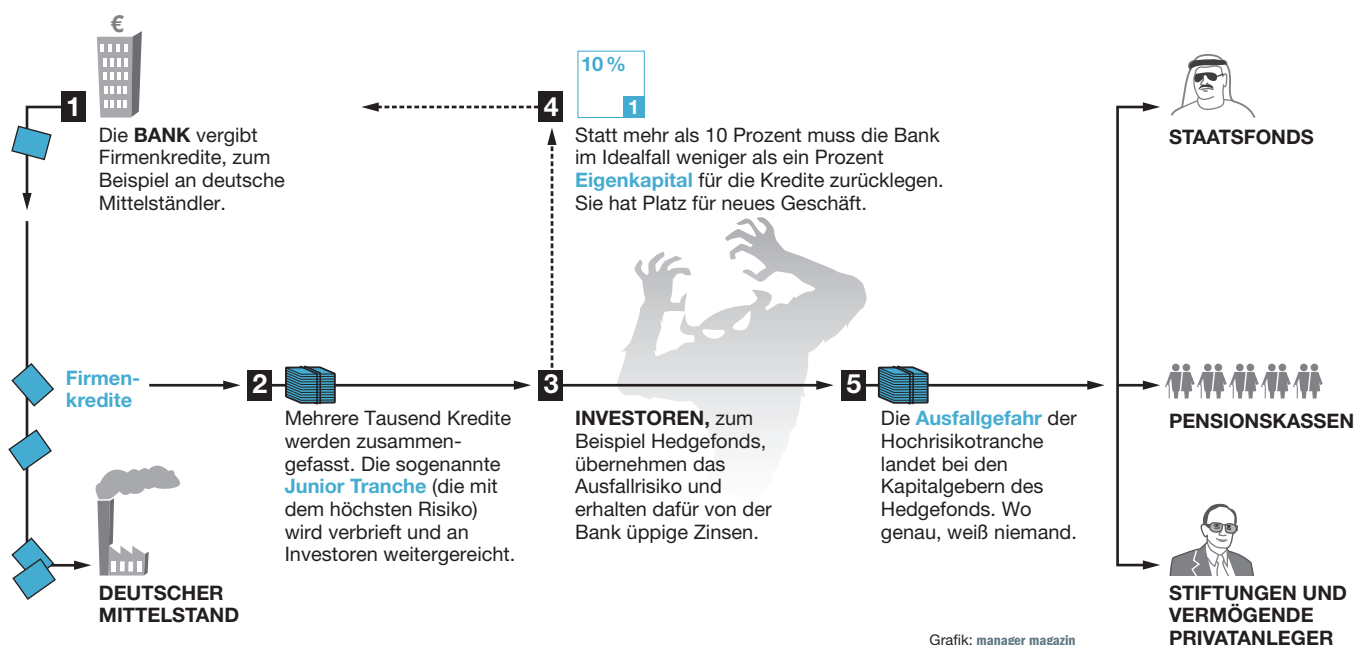 €
1
Die BANK vergibt
Firmenkredite, zum
Beispiel an deutsche
Mittelständler.
Firmen-
kredite
DEUTSCHER
MITTELSTAND
2
Mehrere Tausend Kredite
werden zusammen-
gefasst. Die sogenannte
Junior Tranche (die mit
dem höchsten Risiko)
wird verbrieft und an
Investoren weitergereicht.
3
INVESTOREN, zum
Beispiel Hedgefonds,
übernehmen das
Ausfallrisiko und
erhalten dafür von der
Bank üppige Zinsen.
4
10 %
1
Statt mehr als 10 Prozent muss die Bank
im Idealfall weniger als ein Prozent
Eigenkapital für die Kredite zurücklegen.
Sie hat Platz für neues Geschäft.
5
Die Ausfallgefahr der
Hochrisikotranche
landet bei den
Kapitalgebern des
Hedgefonds. Wo
genau, weiß niemand.
STAATSFONDS
PENSIONSKASSEN
STIFTUNGEN UND
VERMÖGENDE
PRIVATANLEGER
Grafik: manager magazin